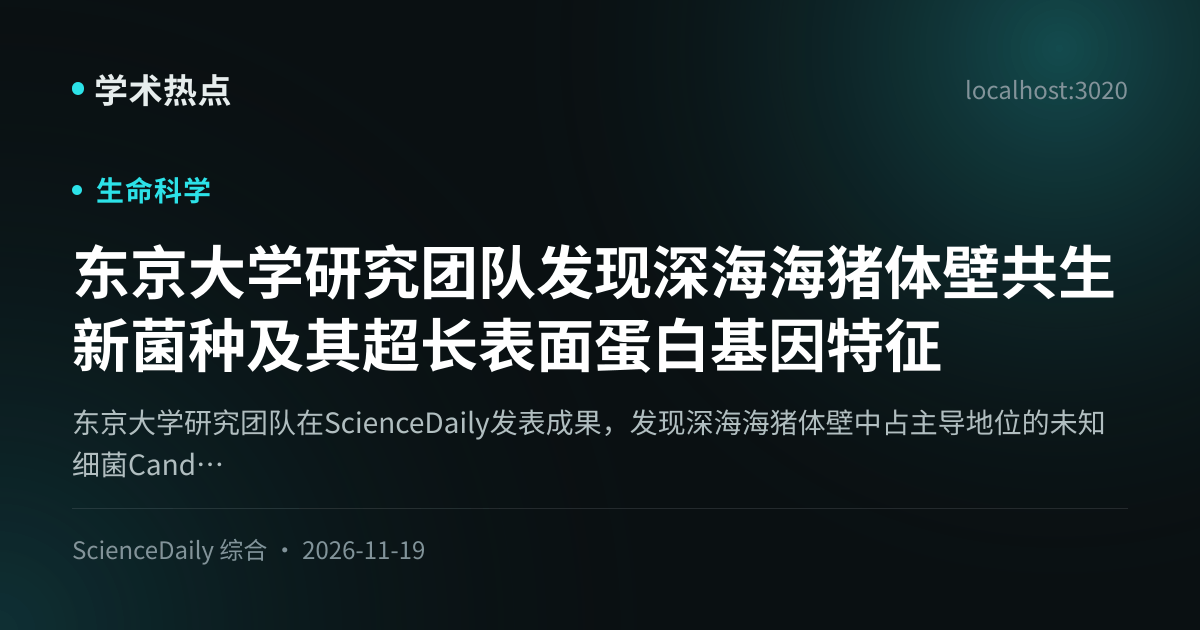 学术热点
localhost:3020
生命科学
东京大学研究团队发现深海海猪体壁共生
新菌种及其超长表面蛋白基因特征
东京大学研究团队在ScienceDaily发表成果，发现深海海猪体壁中占主导地位的未知
细菌Cand…
ScienceDaily 综合 · 2026-11-19